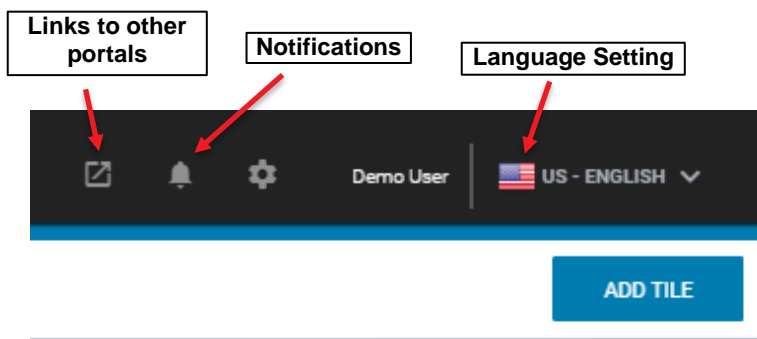 Links to other
portals
Notifications
Language Setting
Demo User
US - ENGLISH
ADD TILE